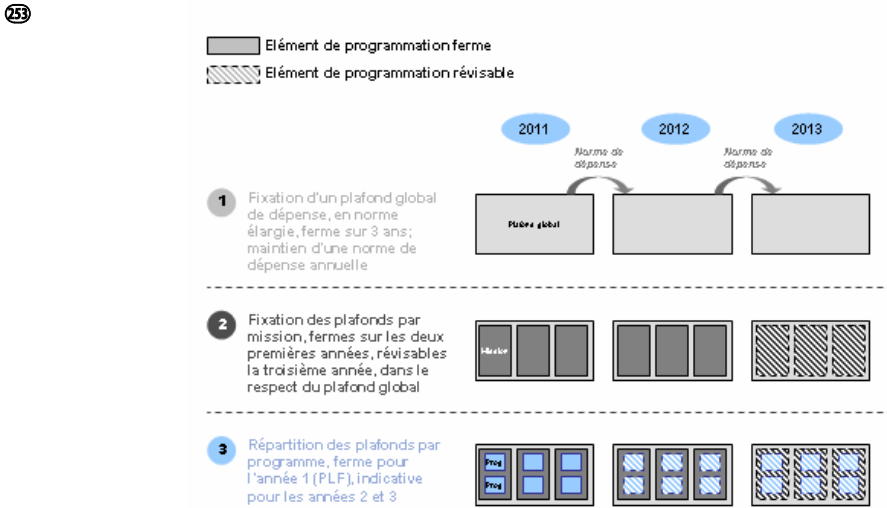 253
Elément de programmation ferme
Elément de programmation révisable
2011
2012
2013
Norme de
dépense
Norme de
dépense
1
Fixation d'un plafond global
de dépense, en norme
élargie, ferme sur 3 ans;
maintien d'une norme de
dépense annuelle
Plafond global
2
Fixation des plafonds par
mission, fermes sur les deux
premières années, révisables
la troisième année, dans le
respect du plafond global
Mission
3
Répartition des plafonds par
programme, ferme pour
l'année 1 (PLF), indicative
pour les années 2 et 3
Prog
Prog